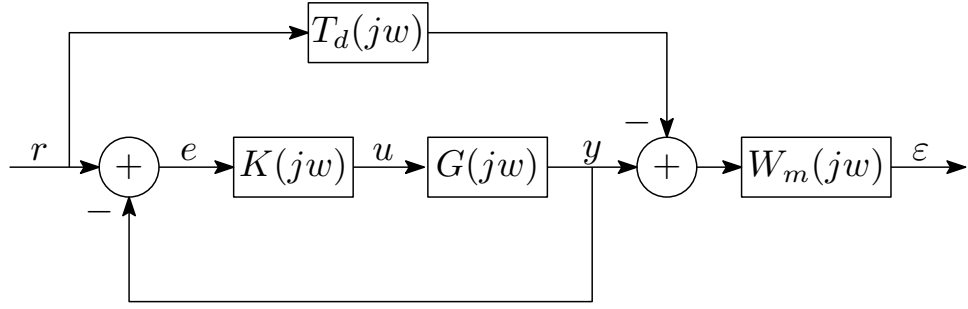 T_d(jw)
−
r + e K(jw) u G(jw) y + W_m(jw) ε
−